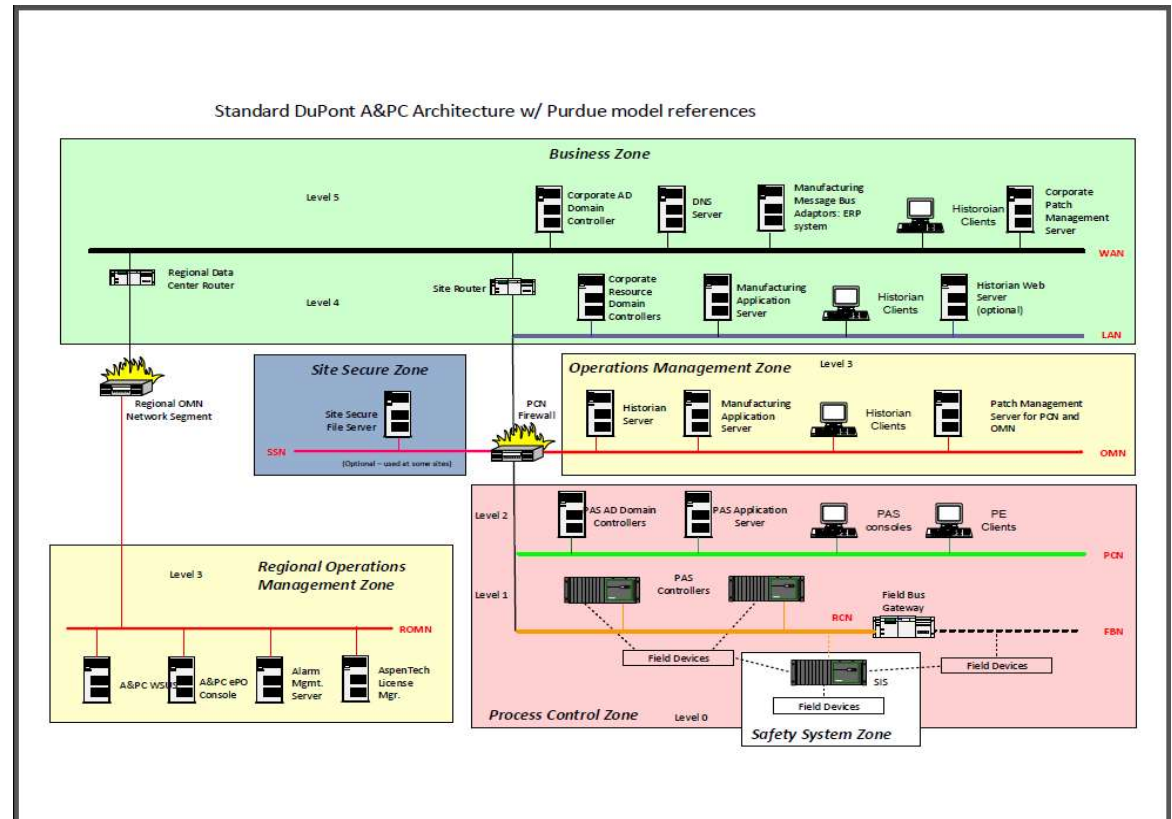 Standard DuPont A&PC Architecture w/ Purdue model references
Business Zone
Level 5
Corporate AD
Domain
Controller
DNS
Server
Manufacturing
Message Bus
Adaptors: ERP
system
Historoian
Clients
Corporate
Patch
Management
Server
WAN
Regional Data
Center Router
Level 4
Site Router
Corporate
Resource
Domain
Controllers
Manufacturing
Application
Server
Historian
Clients
Historian Web
Server
(optional)
LAN
Regional OMN
Network Segment
Site Secure Zone
Site Secure
File Server
SSN
(Optional – used at some sites)
PCN
Firewall
Operations Management Zone
Level 3
Historian
Server
Manufacturing
Application
Server
Historian
Clients
Patch Management
Server for PCN and
OMN
OMN
Level 2
PAS AD Domain
Controllers
PAS Application
Server
PAS
consoles
PE
Clients
PCN
Level 1
PAS
Controllers
Field Bus
Gateway
RCN
FBN
Field Devices
Field Devices
SIS
Field Devices
Process Control Zone
Level 0
Safety System Zone
Level 3
Regional Operations
Management Zone
ROMN
A&PC WSUS
A&PC ePO
Console
Alarm
Mgmt.
Server
AspenTech
License
Mgr.